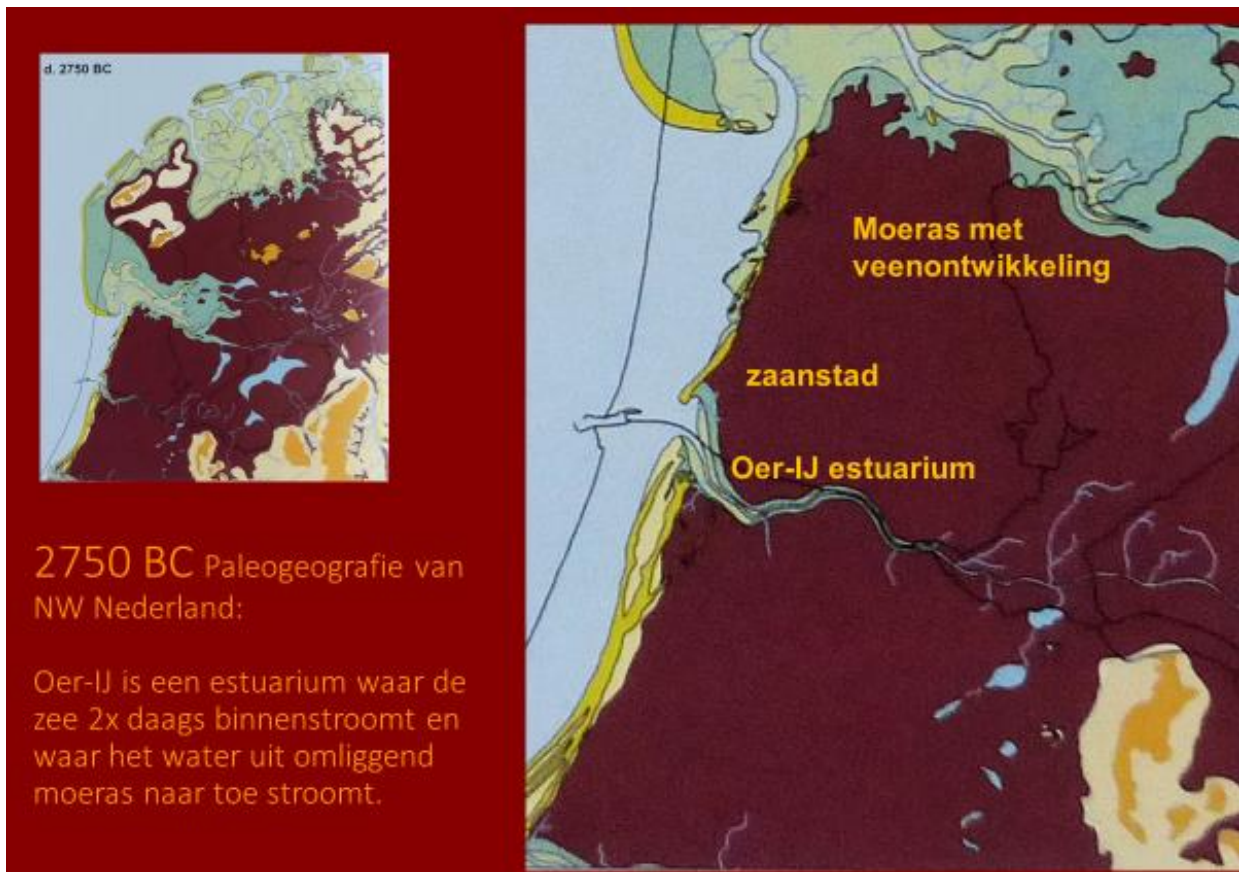 d. 2750 BC
2750 BC Paleogeografie van
NW Nederland:
Oer-IJ is een estuarium waar de
zee 2x daags binnenstroomt en
waar het water uit omliggend
moeras naar toe stroomt.
Moeras met
veenontwikkeling
zaanstad
Oer-IJ estuarium